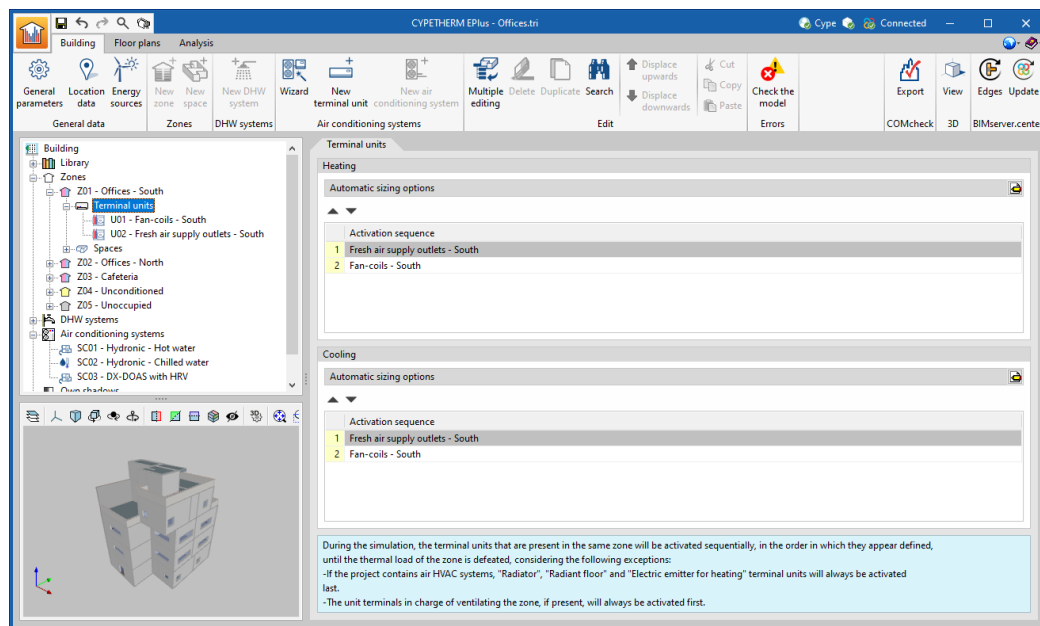 CYPETHERM EPlus - Offices.tri
Cype
Connected
Building
Floor plans
Analysis
General parameters
Location data
Energy sources
General data
New zone
New space
Zones
New DHW system
DHW systems
Wizard
New terminal unit
New air conditioning system
Air conditioning systems
Multiple editing
Delete
Duplicate
Search
Displace upwards
Displace downwards
Cut
Copy
Paste
Edit
Check the model
Errors
Export
COMcheck
View
3D
Edges
Update
BIMserver.cente
Building
Library
Zones
Z01 - Offices - South
Terminal units
U01 - Fan-coils - South
U02 - Fresh air supply outlets - South
Spaces
Z02 - Offices - North
Z03 - Cafeteria
Z04 - Unconditioned
Z05 - Unoccupied
DHW systems
Air conditioning systems
SC01 - Hydronic - Hot water
SC02 - Hydronic - Chilled water
SC03 - DX-DOAS with HRV
Own shadows
3D
Terminal units
Heating
Automatic sizing options
Activation sequence
1 Fresh air supply outlets - South
2 Fan-coils - South
Cooling
Automatic sizing options
Activation sequence
1 Fresh air supply outlets - South
2 Fan-coils - South
During the simulation, the terminal units that are present in the same zone will be activated sequentially, in the order in which they appear defined,
until the thermal load of the zone is defeated, considering the following exceptions:
-If the project contains air HVAC systems, "Radiator", "Radiant floor" and "Electric emitter for heating" terminal units will always be activated
last.
-The unit terminals in charge of ventilating the zone, if present, will always be activated first.